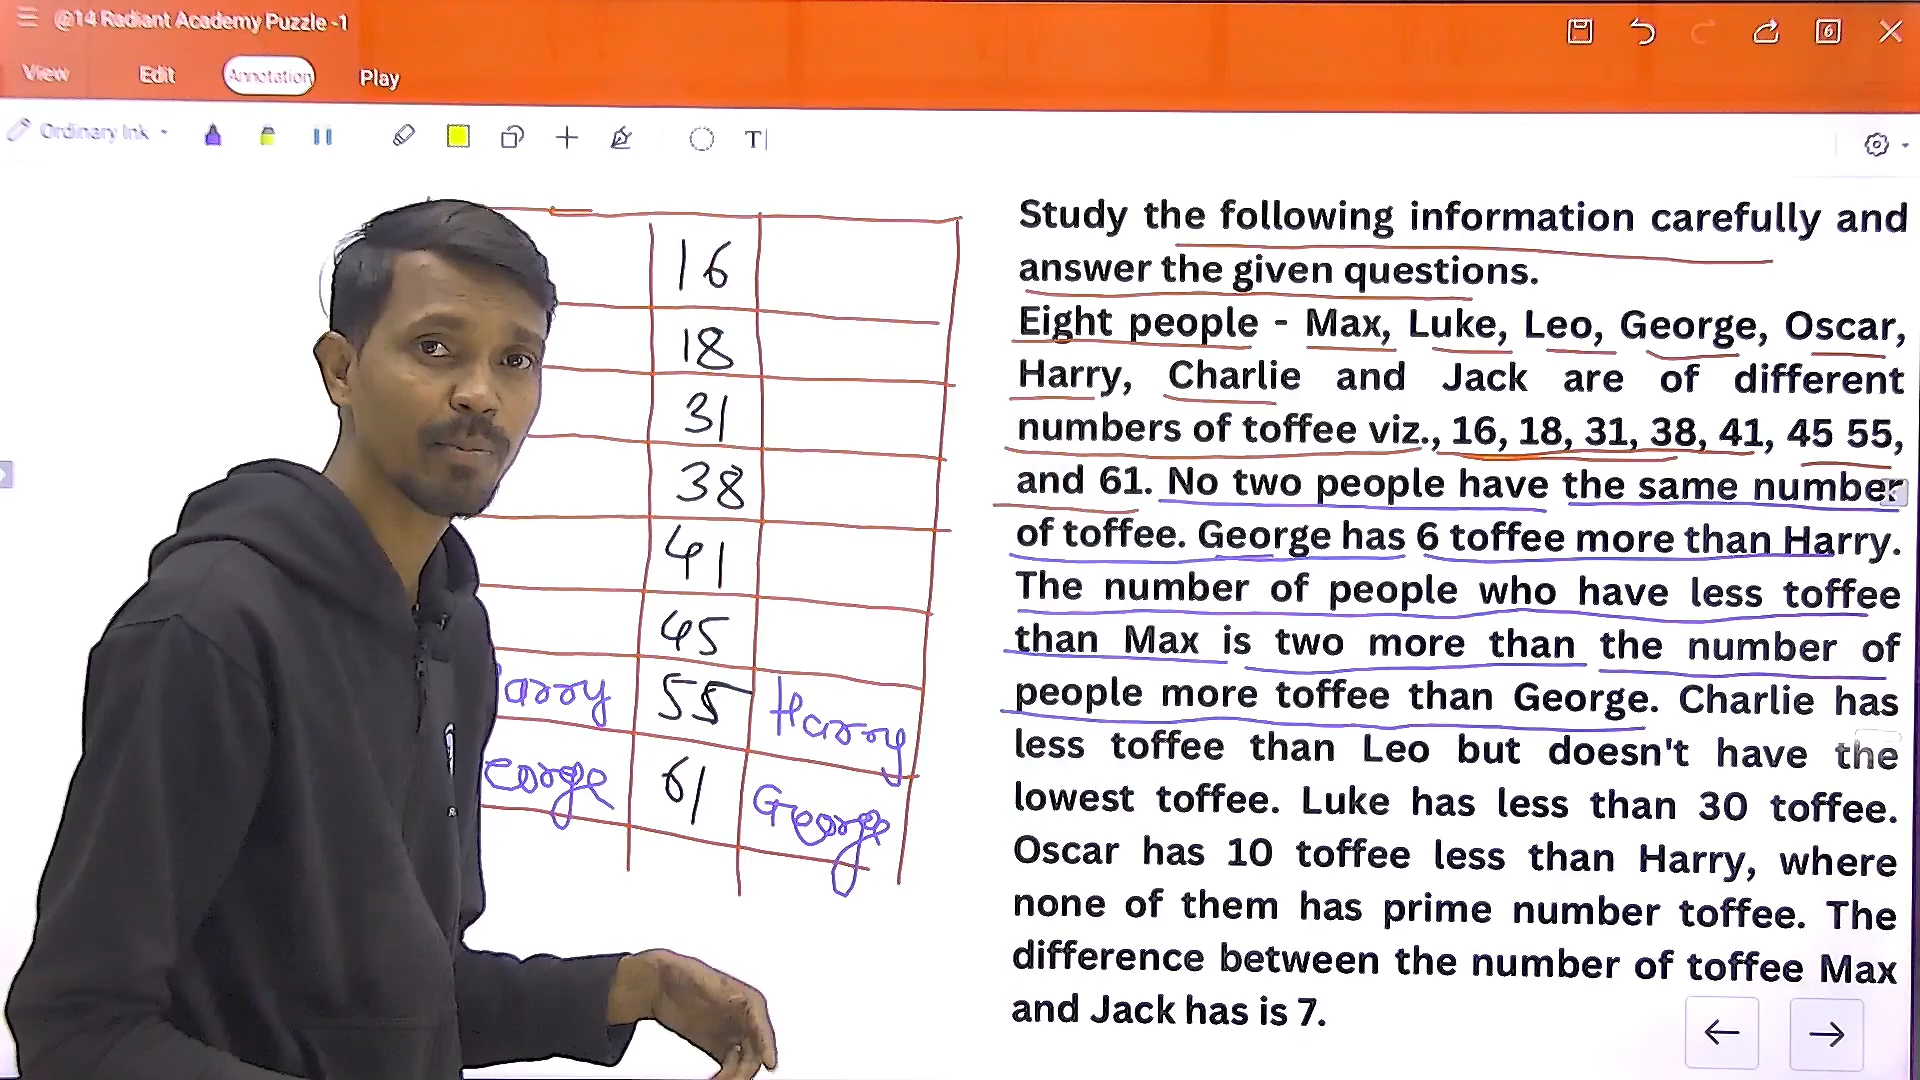 @14 Radiant Academy Puzzle -1
6
View
Edit
Annotation
Play
Ordinary Ink
T
16
18
31
38
41
45
arry 55 Harry
eorge 61 George
Study the following information carefully and
answer the given questions.
Eight people - Max, Luke, Leo, George, Oscar,
Harry, Charlie and Jack are of different
numbers of toffee viz., 16, 18, 31, 38, 41, 45 55,
and 61. No two people have the same number
of toffee. George has 6 toffee more than Harry.
The number of people who have less toffee
than Max is two more than the number of
people more toffee than George. Charlie has
less toffee than Leo but doesn't have the
lowest toffee. Luke has less than 30 toffee.
Oscar has 10 toffee less than Harry, where
none of them has prime number toffee. The
difference between the number of toffee Max
and Jack has is 7.